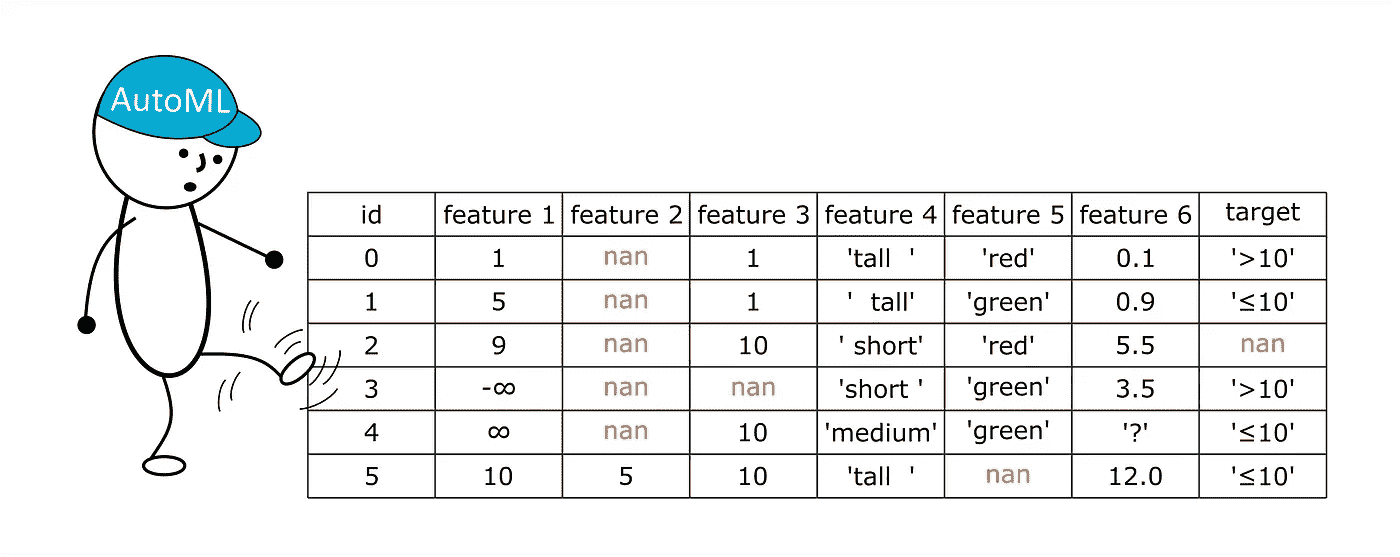 AutoML
id feature 1 feature 2 feature 3 feature 4 feature 5 feature 6 target
0 1 nan 1 'tall  ' 'red' 0.1 '>10'
1 5 nan 1 '  tall' 'green' 0.9 '≤10'
2 9 nan 10 ' short' 'red' 5.5 nan
3 -∞ nan nan 'short ' 'green' 3.5 '>10'
4 ∞ nan 10 'medium' 'green' '?' '≤10'
5 10 5 10 'tall  ' nan 12.0 '≤10'